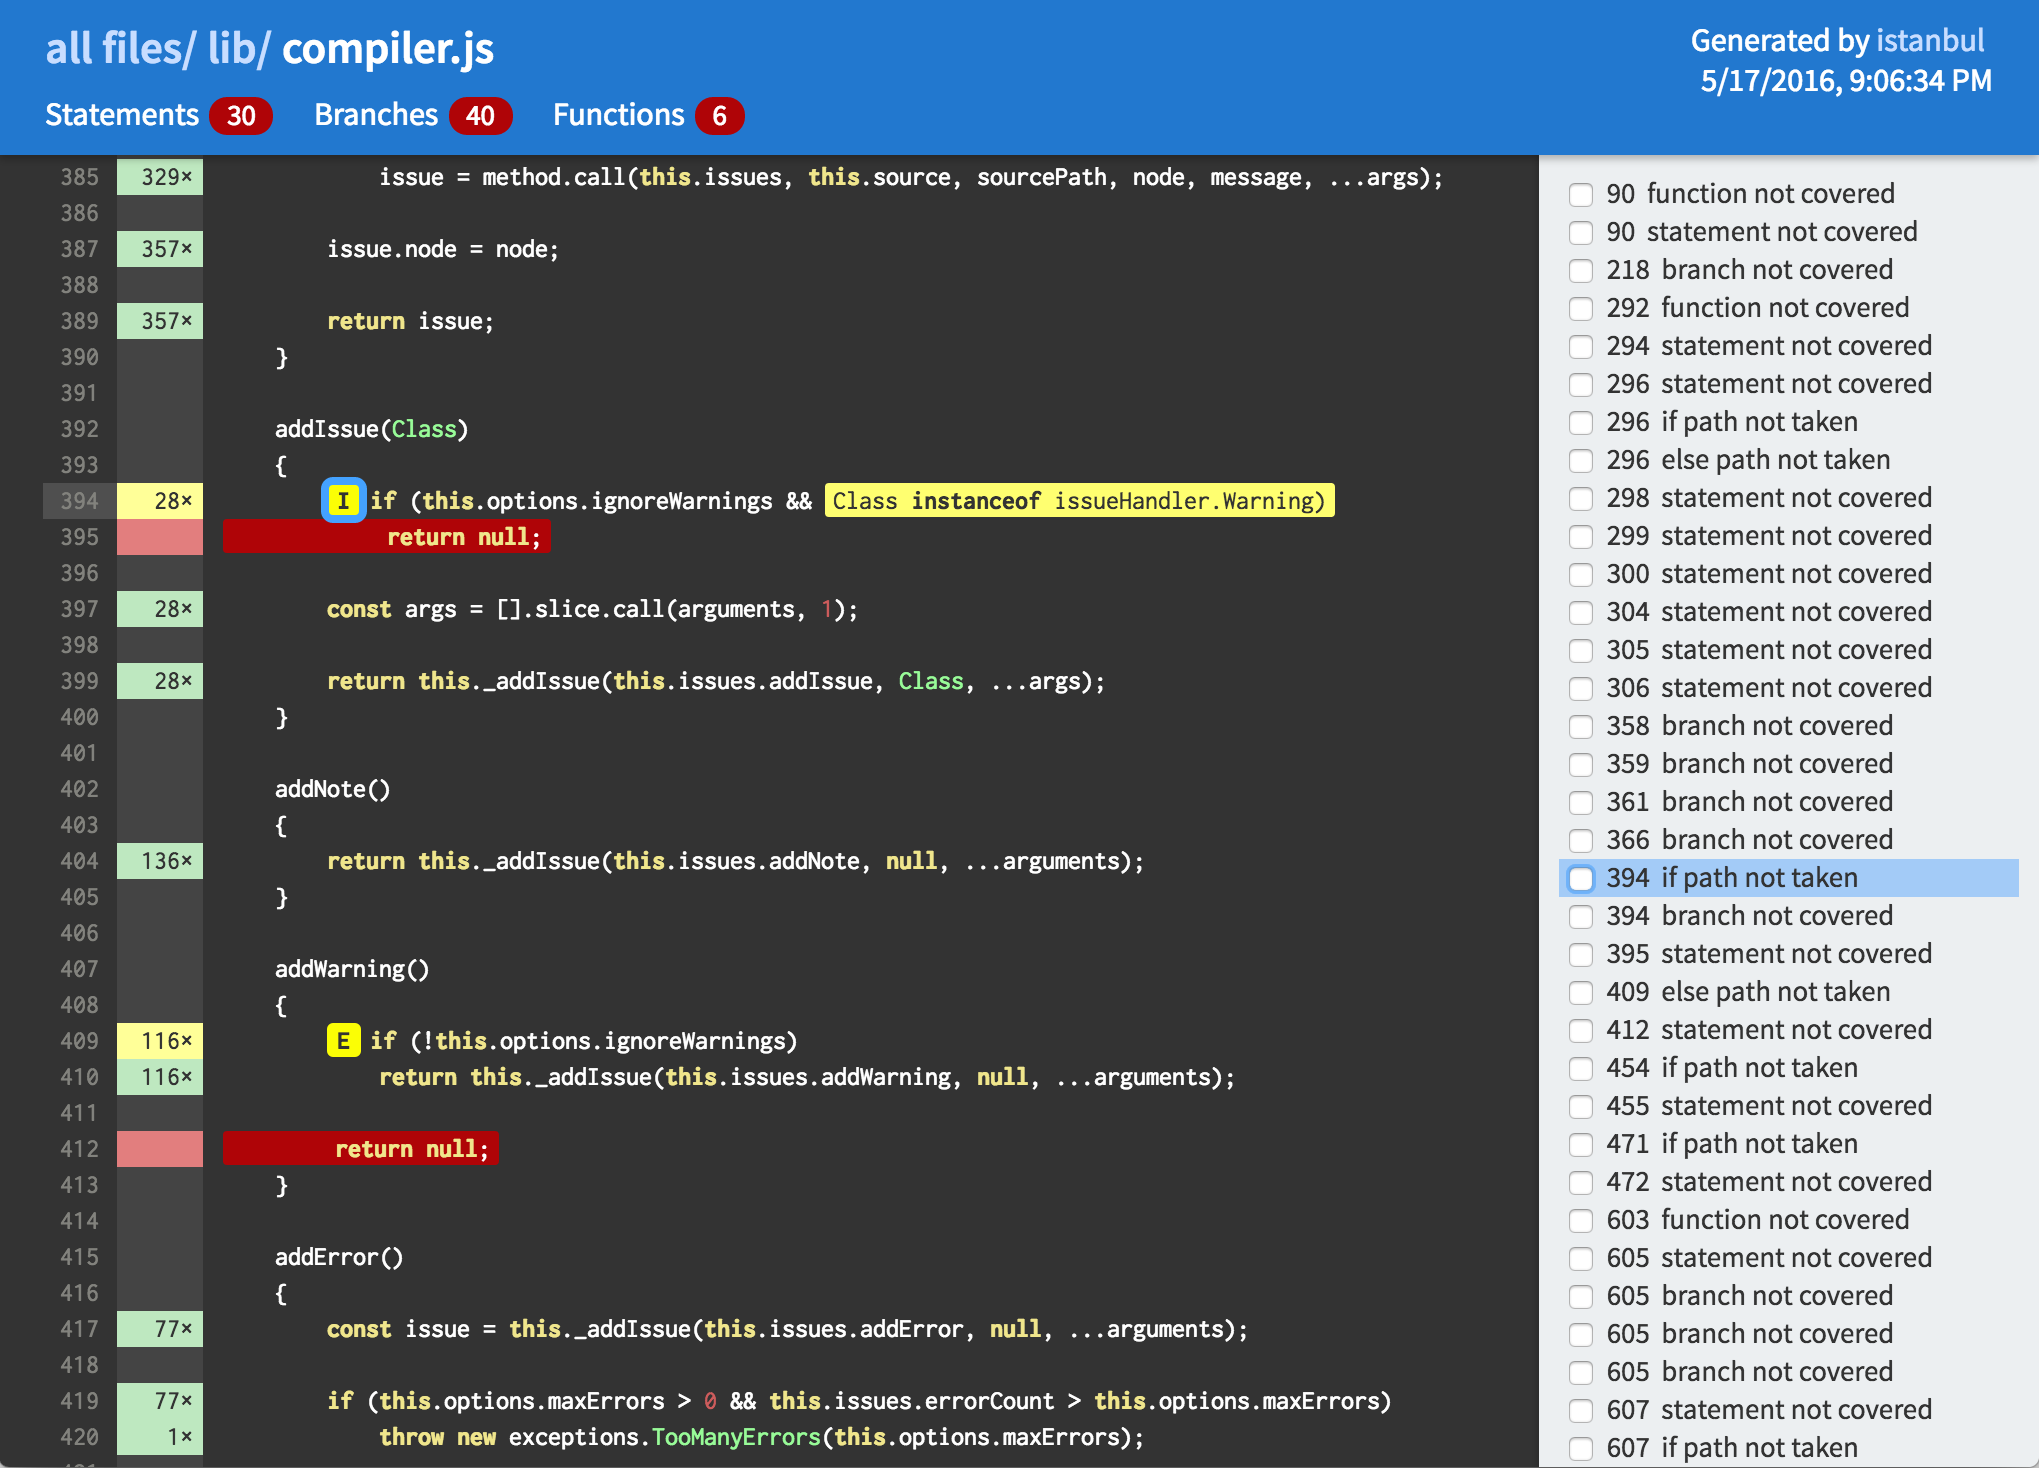 all files/ lib/ compiler.js
Generated by istanbul
5/17/2016, 9:06:34 PM
Statements 30 Branches 40 Functions 6
385 329× issue = method.call(this.issues, this.source, sourcePath, node, message, ...args);
386
387 357× issue.node = node;
388
389 357× return issue;
390 }
391
392 addIssue(Class)
393 {
394 28× I if (this.options.ignoreWarnings && Class instanceof issueHandler.Warning)
395 return null;
396
397 28× const args = [].slice.call(arguments, 1);
398
399 28× return this._addIssue(this.issues.addIssue, Class, ...args);
400 }
401
402 addNote()
403 {
404 136× return this._addIssue(this.issues.addNote, null, ...arguments);
405 }
406
407 addWarning()
408 {
409 116× E if (!this.options.ignoreWarnings)
410 116× return this._addIssue(this.issues.addWarning, null, ...arguments);
411
412 return null;
413 }
414
415 addError()
416 {
417 77× const issue = this._addIssue(this.issues.addError, null, ...arguments);
418
419 77× if (this.options.maxErrors > 0 && this.issues.errorCount > this.options.maxErrors)
420 1× throw new exceptions.TooManyErrors(this.options.maxErrors);
90 function not covered
90 statement not covered
218 branch not covered
292 function not covered
294 statement not covered
296 statement not covered
296 if path not taken
296 else path not taken
298 statement not covered
299 statement not covered
300 statement not covered
304 statement not covered
305 statement not covered
306 statement not covered
358 branch not covered
359 branch not covered
361 branch not covered
366 branch not covered
394 if path not taken
394 branch not covered
395 statement not covered
409 else path not taken
412 statement not covered
454 if path not taken
455 statement not covered
471 if path not taken
472 statement not covered
603 function not covered
605 statement not covered
605 branch not covered
605 branch not covered
605 branch not covered
607 statement not covered
607 if path not taken